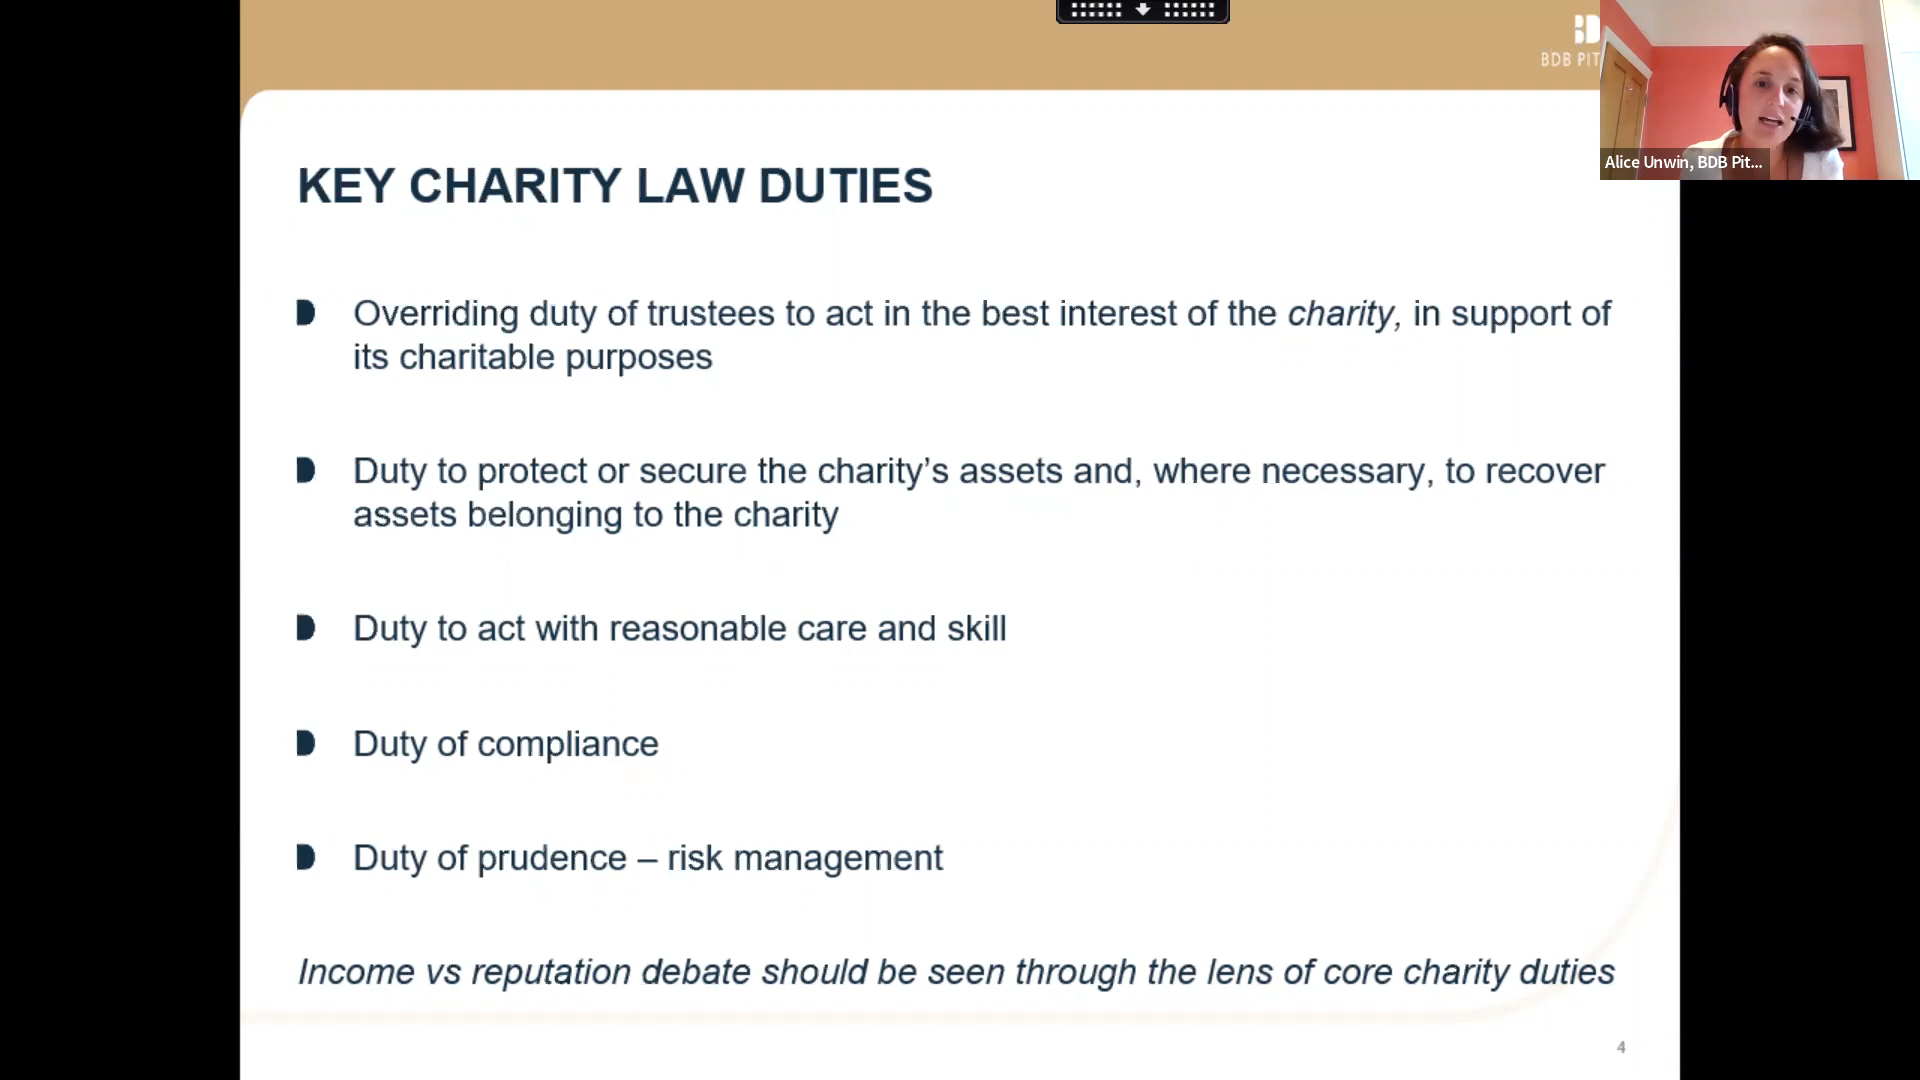 BDB PIT
Alice Unwin, BDB Pit...
KEY CHARITY LAW DUTIES
Overriding duty of trustees to act in the best interest of the charity, in support of
its charitable purposes
Duty to protect or secure the charity’s assets and, where necessary, to recover
assets belonging to the charity
Duty to act with reasonable care and skill
Duty of compliance
Duty of prudence – risk management
Income vs reputation debate should be seen through the lens of core charity duties
4